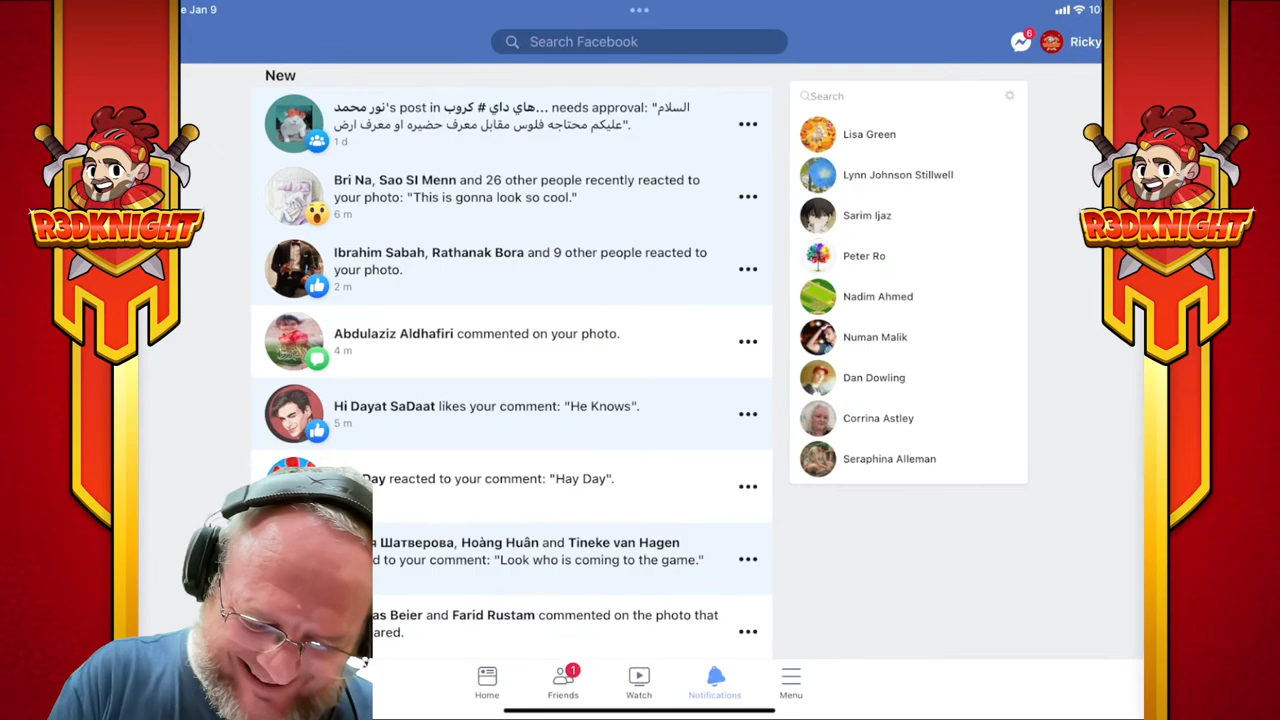 e Jan 9
10
Search Facebook
6
Ricky
New
نور محمد's post in هاي داي # كروب... needs approval: "السلام
عليكم محتاجه فلوس مقابل معرف حضيره او معرف ارض".
1 d
Bri Na, Sao SI Menn and 26 other people recently reacted to
your photo: "This is gonna look so cool."
6 m
Ibrahim Sabah, Rathanak Bora and 9 other people reacted to
your photo.
2 m
Abdulaziz Aldhafiri commented on your photo.
4 m
Hi Dayat SaDaat likes your comment: "He Knows".
5 m
Day reacted to your comment: "Hay Day".
я Шатверова, Hoàng Huân and Tineke van Hagen
d to your comment: "Look who is coming to the game."
as Beier and Farid Rustam commented on the photo that
ared.
Search
Lisa Green
Lynn Johnson Stillwell
Sarim Ijaz
Peter Ro
Nadim Ahmed
Numan Malik
Dan Dowling
Corrina Astley
Seraphina Alleman
Home
1
Friends
Watch
Notifications
Menu
R3DKNIGHT
R3DKNIGHT